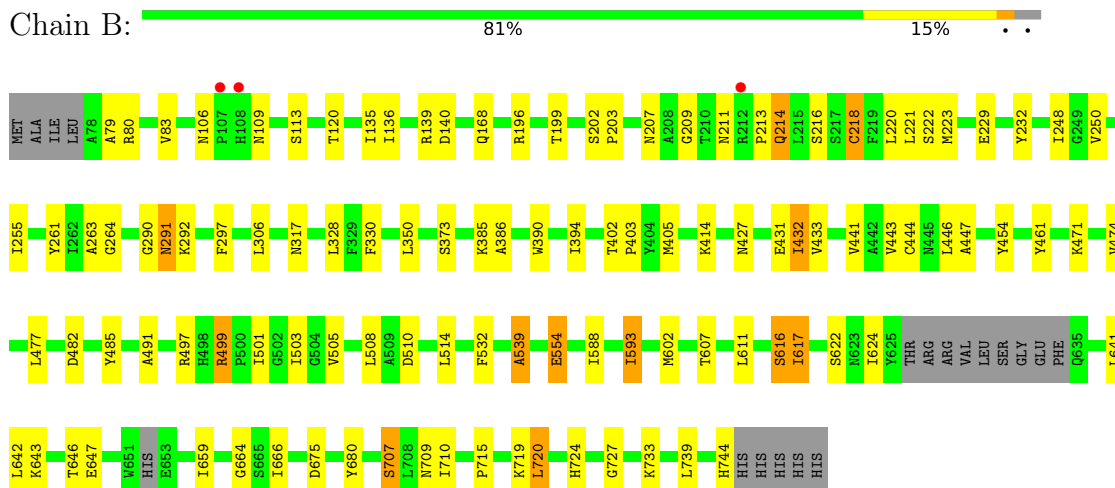 Chain B:
81% 15% • •
MET ALA ILE LEU A78 A79 R80 V83 N106 P107 H108 N109 S113 T120 I135 I136 R139 D140 Q168 R196 T199 S202 P203 N207 A208 G209 T210 N211 R212 P213 Q214 L215 S216 S217 C218 F219 L220 L221 S222 M223 E229 Y232 I248 G249 V250
I255 Y261 I262 A263 G264 G290 N291 K292 F297 L306 N317 L328 F329 F330 L350 S373 K385 A386 W390 I394 T402 P403 Y404 M405 K414 N427 E431 I432 V433 V441 A442 V443 C444 N445 L446 A447 Y454 Y461 K471
L477 D482 Y485 A491 R497 H498 R499 P500 I501 G502 I503 G504 V505 L508 A509 D510 L514 F532 A539 E554 I588 I593 M602 T607 L611 S616 I617 S622 N623 I624 Y625 THR ARG ARG VAL LEU SER GLY GLU PHE Q635 L641
L642 K643 T646 E647 W651 HIS E653 I659 G664 S665 I666 D675 Y680 S707 L708 N709 I710 P715 K719 L720 H724 G727 K733 L739 H744 HIS HIS HIS HIS HIS